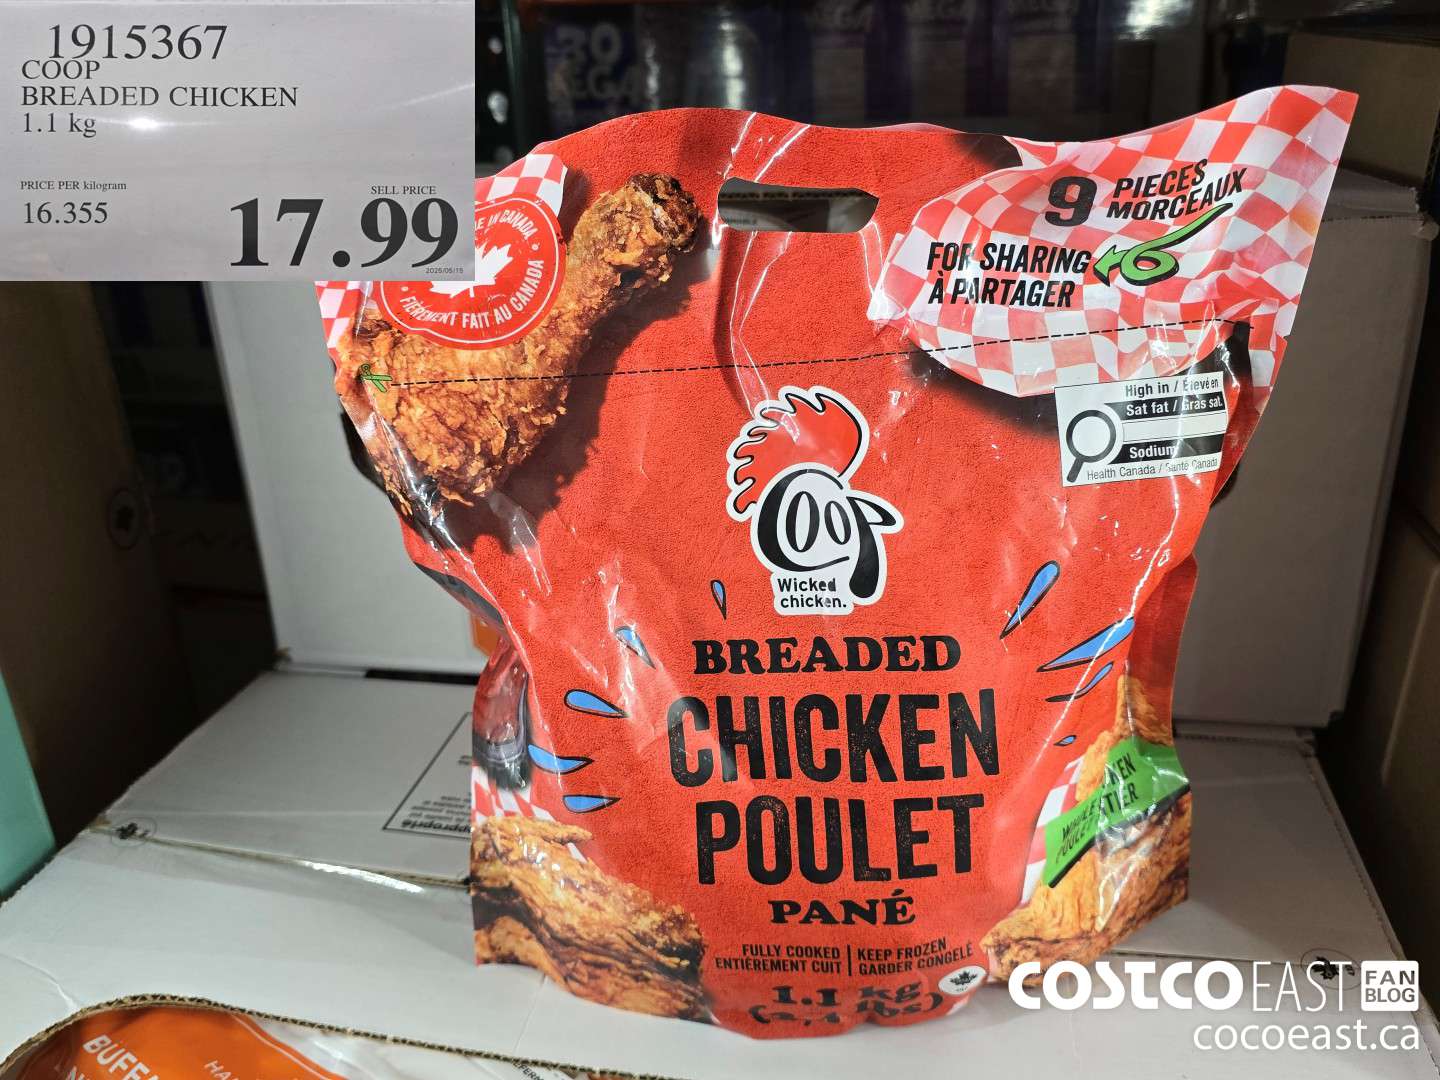 1915367
COOP
BREADED CHICKEN
1.1 kg
PRICE PER kilogram
SELL PRICE
16.355
17.99
IN CANADA
FIÈREMENT FAIT AU CANADA
9 PIECES
MORCEAUX
FOR SHARING
À PARTAGER
High in / Élevé en
Sat fat / Gras sat.
Sodium
Health Canada / Santé Canada
COOP
Wicked
chicken.
BREADED
CHICKEN
POULET
PANÉ
FULLY COOKED
ENTIÈREMENT CUIT
KEEP FROZEN
GARDER CONGELÉ
1.1 kg
COSTCO EAST FAN
BLOG
cocoeast.ca